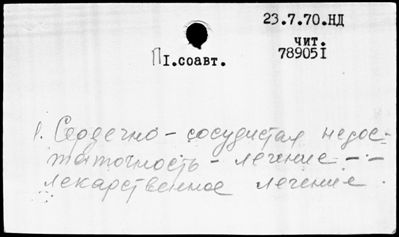 23.7.70.НД
чит.
789051
П1.соавт.
1. Сердечно-сосудистая недос-
таточность - лечение --
лекарственное лечение.